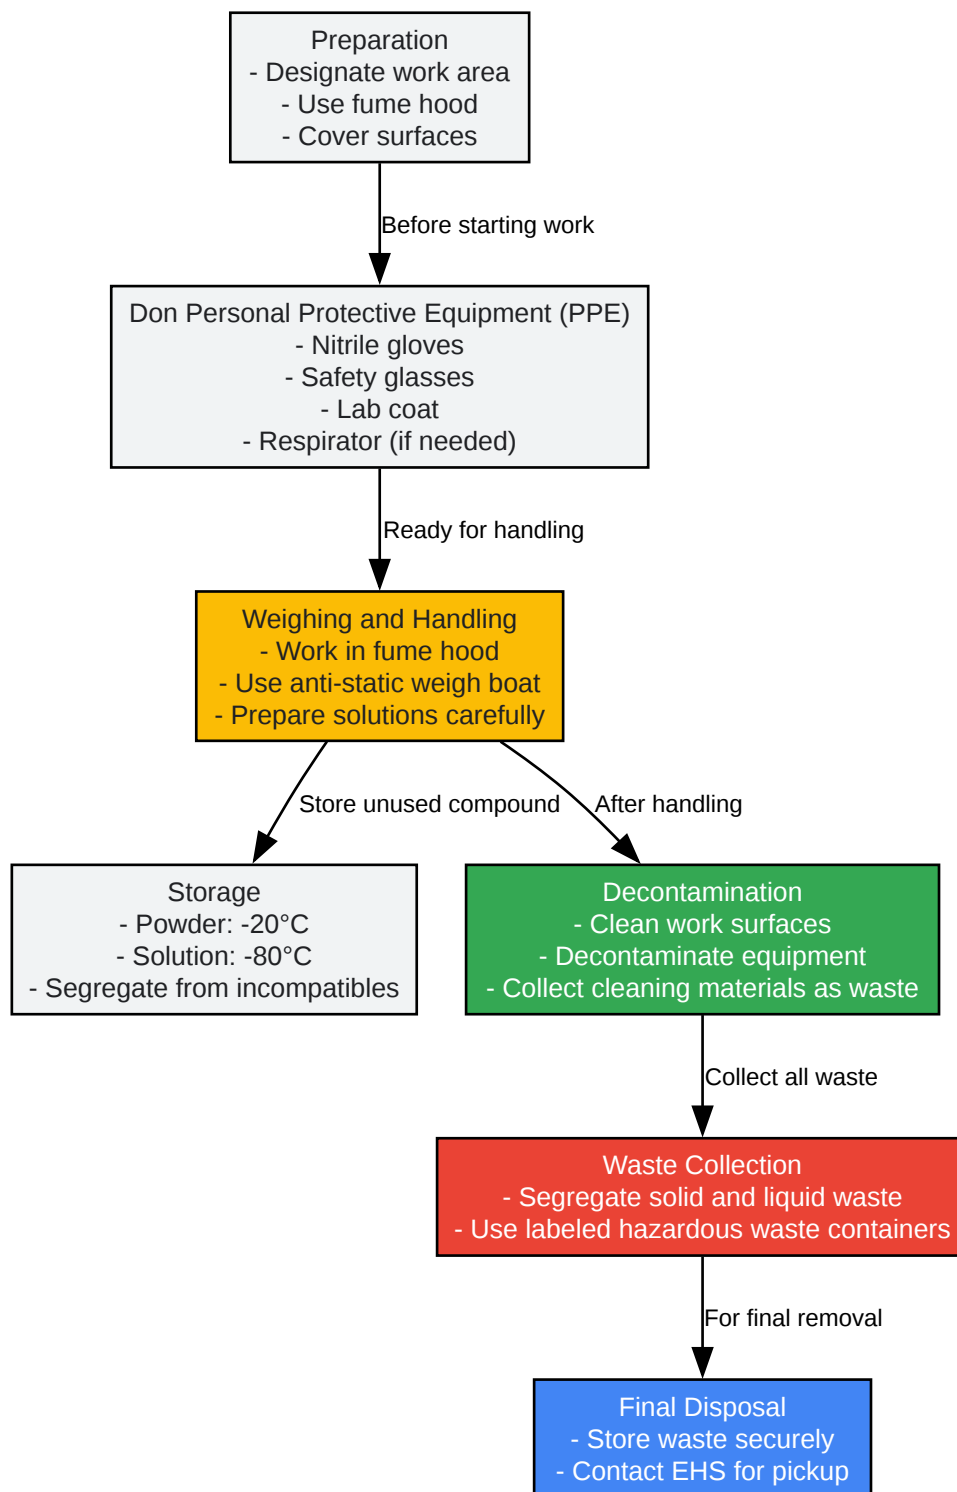 Preparation
- Designate work area
- Use fume hood
- Cover surfaces
Before starting work
Don Personal Protective Equipment (PPE)
- Nitrile gloves
- Safety glasses
- Lab coat
- Respirator (if needed)
Ready for handling
Weighing and Handling
- Work in fume hood
- Use anti-static weigh boat
- Prepare solutions carefully
Store unused compound
After handling
Storage
- Powder: -20°C
- Solution: -80°C
- Segregate from incompatibles
Decontamination
- Clean work surfaces
- Decontaminate equipment
- Collect cleaning materials as waste
Collect all waste
Waste Collection
- Segregate solid and liquid waste
- Use labeled hazardous waste containers
For final removal
Final Disposal
- Store waste securely
- Contact EHS for pickup